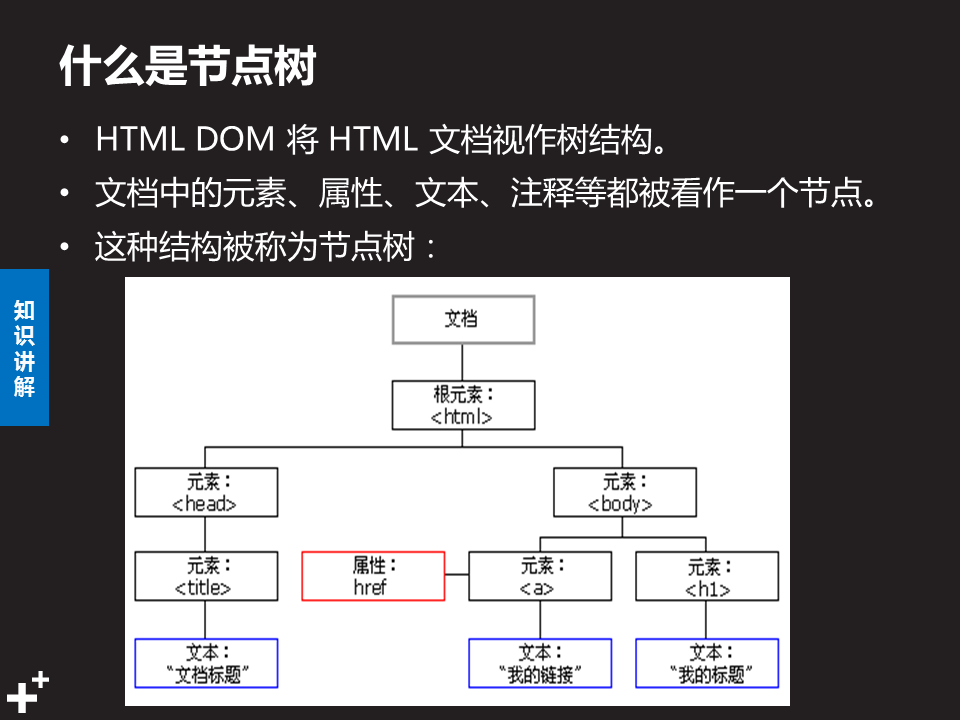 什么是节点树
• HTML DOM 将 HTML 文档视作树结构。
• 文档中的元素、属性、文本、注释等都被看作一个节点。
• 这种结构被称为节点树：
知识讲解
文档
根元素：
<html>
元素：
<head>
元素：
<body>
元素：
<title>
属性：
href
元素：
<a>
元素：
<h1>
文本：
“文档标题”
文本：
“我的链接”
文本：
“我的标题”